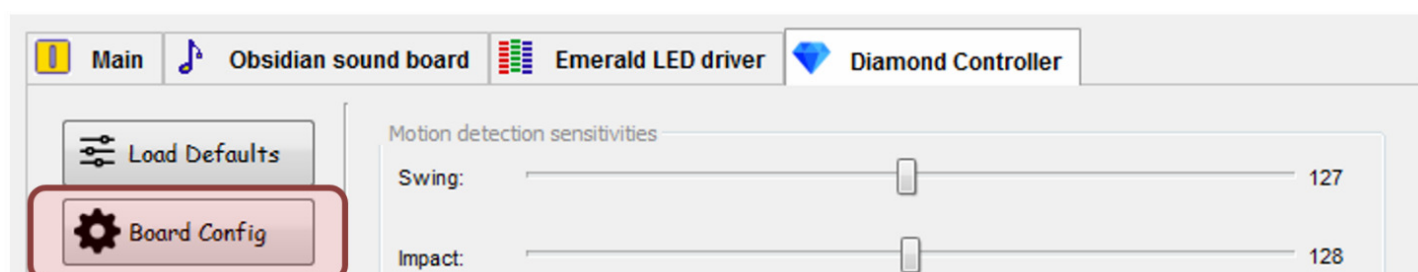 Main
Obsidian sound board
Emerald LED driver
Diamond Controller
Load Defaults
Board Config
Motion detection sensitivities
Swing: 127
Impact: 128